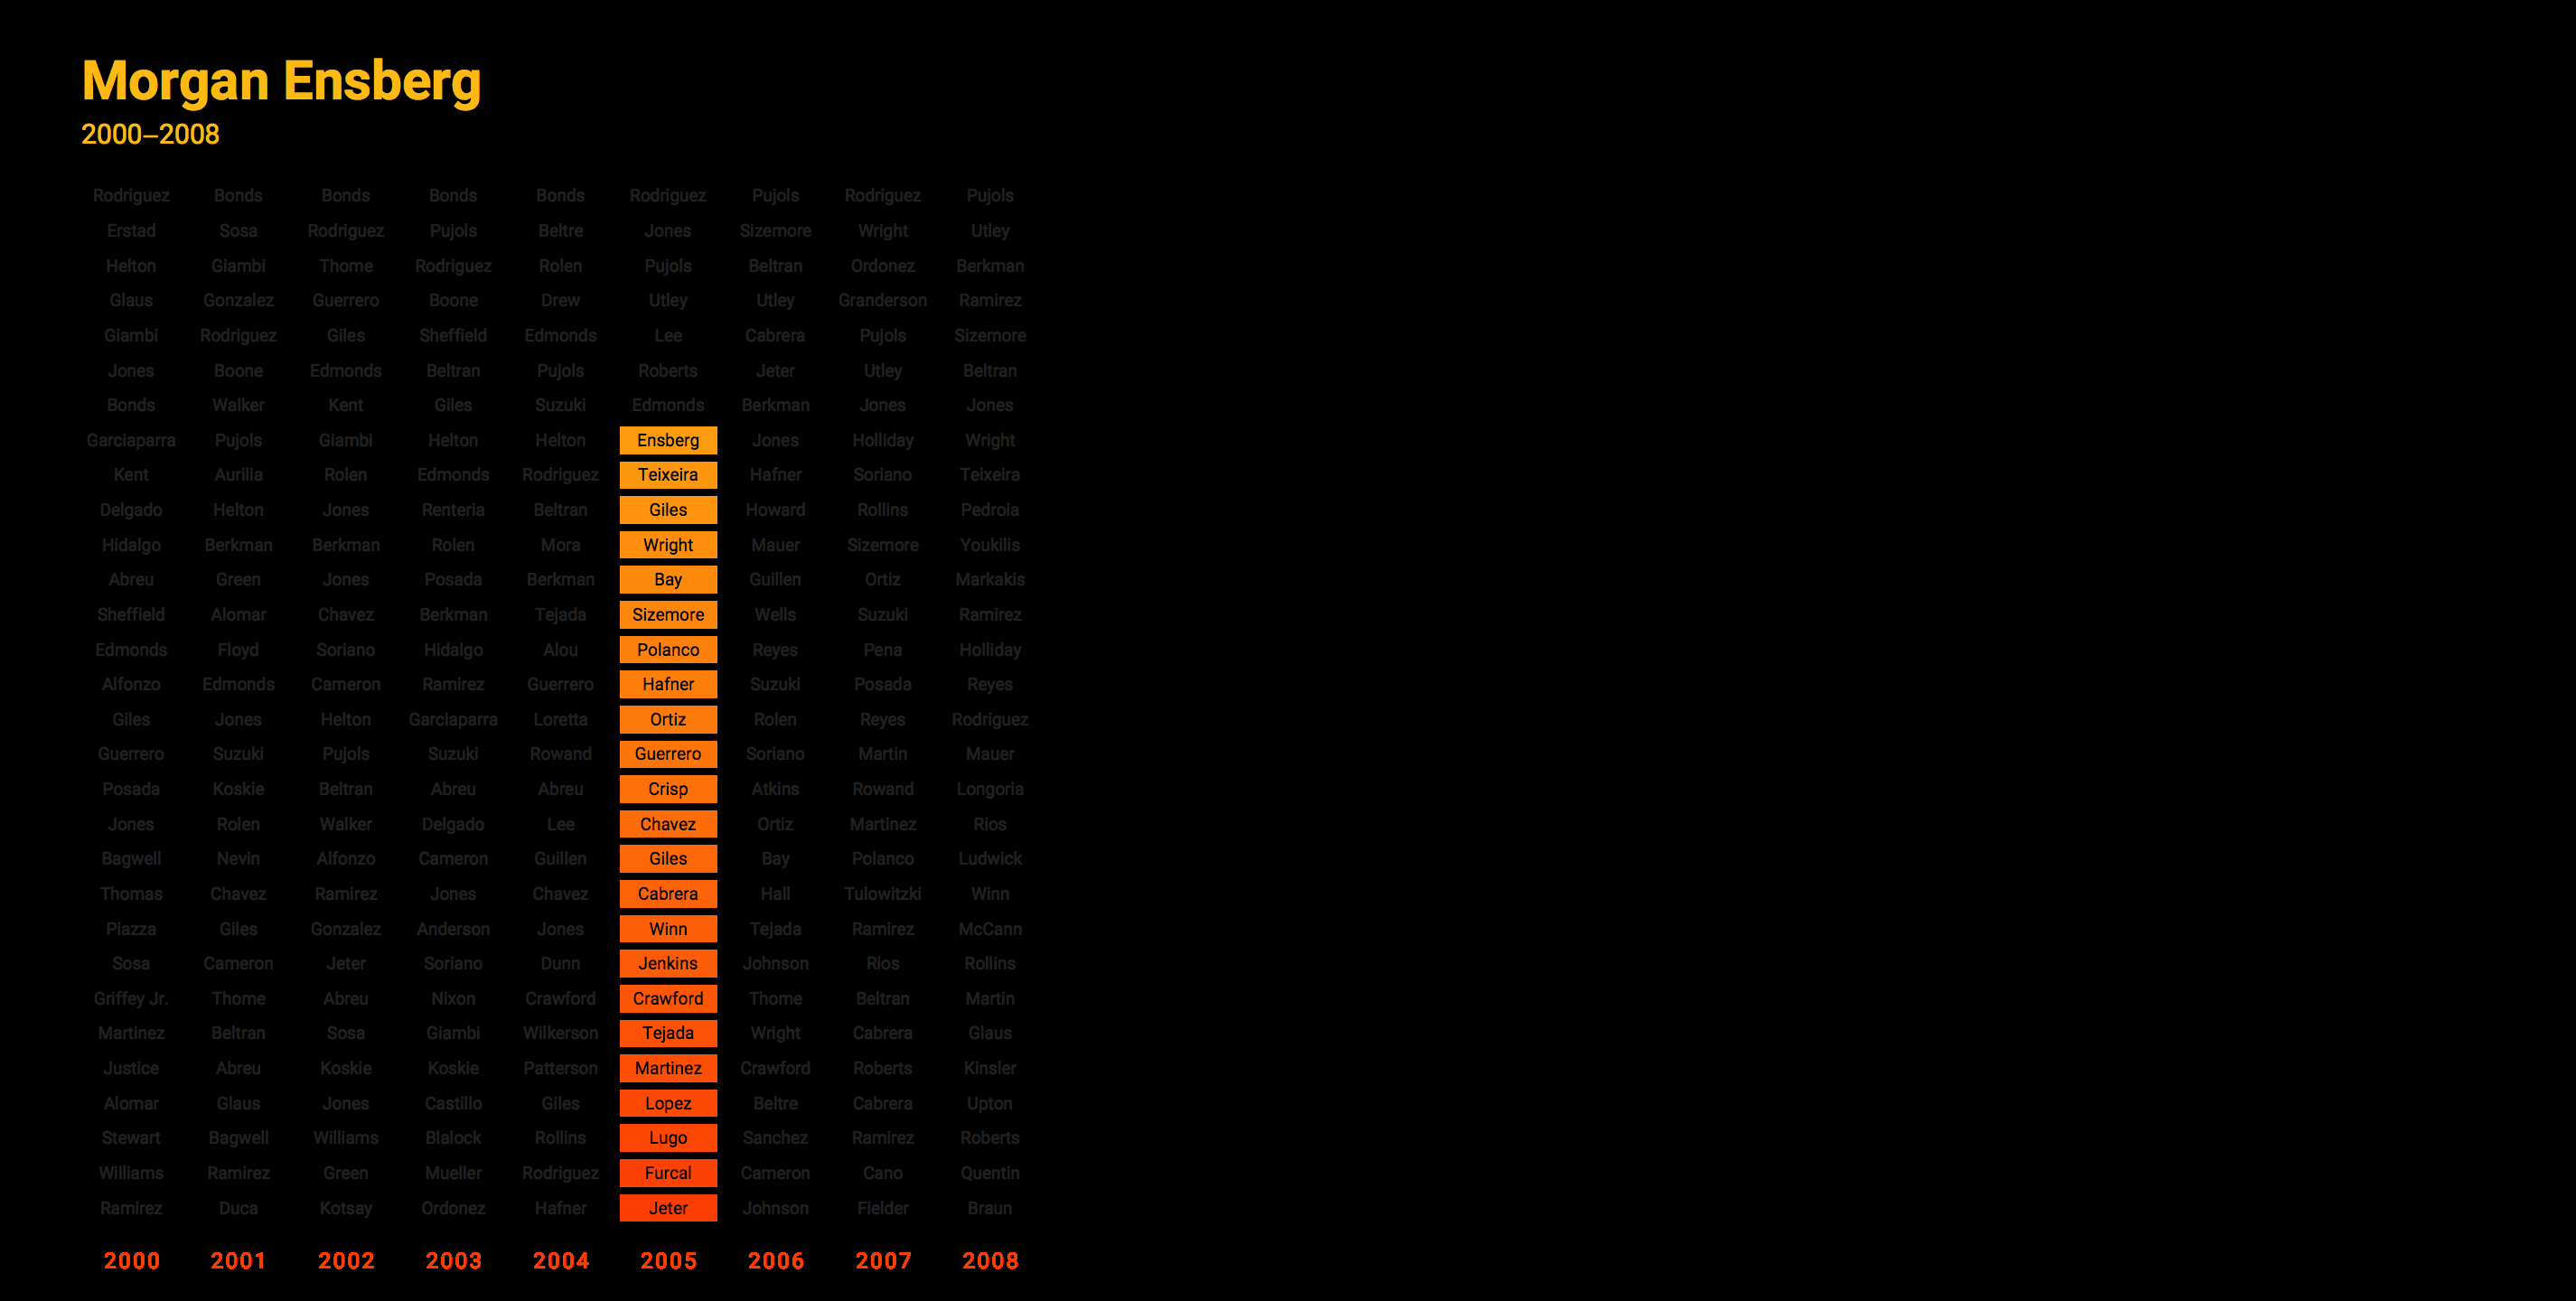 Morgan Ensberg
2000–2008
Rodriguez Bonds Bonds Bonds Bonds Rodriguez Pujols Rodriguez Pujols
Erstad Sosa Rodriguez Pujols Beltre Jones Sizemore Wright Utley
Helton Giambi Thome Rodriguez Rolen Pujols Beltran Ordonez Berkman
Glaus Gonzalez Guerrero Boone Drew Utley Utley Granderson Ramirez
Giambi Rodriguez Giles Sheffield Edmonds Lee Cabrera Pujols Sizemore
Jones Boone Edmonds Beltran Pujols Roberts Jeter Utley Beltran
Bonds Walker Kent Giles Suzuki Edmonds Berkman Jones Jones
Garciaparra Pujols Giambi Helton Helton Ensberg Jones Holliday Wright
Kent Aurilia Rolen Edmonds Rodriguez Teixeira Hafner Soriano Teixeira
Delgado Helton Jones Renteria Beltran Giles Howard Rollins Pedroia
Hidalgo Berkman Berkman Rolen Mora Wright Mauer Sizemore Youkilis
Abreu Green Jones Posada Berkman Bay Guillen Ortiz Markakis
Sheffield Alomar Chavez Berkman Tejada Sizemore Wells Suzuki Ramirez
Edmonds Floyd Soriano Hidalgo Alou Polanco Reyes Pena Holliday
Alfonzo Edmonds Cameron Ramirez Guerrero Hafner Suzuki Posada Reyes
Giles Jones Helton Garciaparra Loretta Ortiz Rolen Reyes Rodriguez
Guerrero Suzuki Pujols Suzuki Rowand Guerrero Soriano Martin Mauer
Posada Koskie Beltran Abreu Abreu Crisp Atkins Rowand Longoria
Jones Rolen Walker Delgado Lee Chavez Ortiz Martinez Rios
Bagwell Nevin Alfonzo Cameron Guillen Giles Bay Polanco Ludwick
Thomas Chavez Ramirez Jones Chavez Cabrera Hall Tulowitzki Winn
Piazza Giles Gonzalez Anderson Jones Winn Tejada Ramirez McCann
Sosa Cameron Jeter Soriano Dunn Jenkins Johnson Rios Rollins
Griffey Jr. Thome Abreu Nixon Crawford Crawford Thome Beltran Martin
Martinez Beltran Sosa Giambi Wilkerson Tejada Wright Cabrera Glaus
Justice Abreu Koskie Koskie Patterson Martinez Crawford Roberts Kinsler
Alomar Glaus Jones Castillo Giles Lopez Beltre Cabrera Upton
Stewart Bagwell Williams Blalock Rollins Lugo Sanchez Ramirez Roberts
Williams Ramirez Green Mueller Rodriguez Furcal Cameron Cano Quentin
Ramirez Duca Kotsay Ordonez Hafner Jeter Johnson Fielder Braun
2000 2001 2002 2003 2004 2005 2006 2007 2008